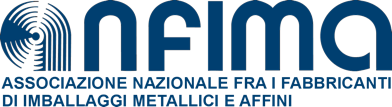 anfima
ASSOCIAZIONE NAZIONALE FRA I FABBRICANTI
DI IMBALLAGGI METALLICI E AFFINI